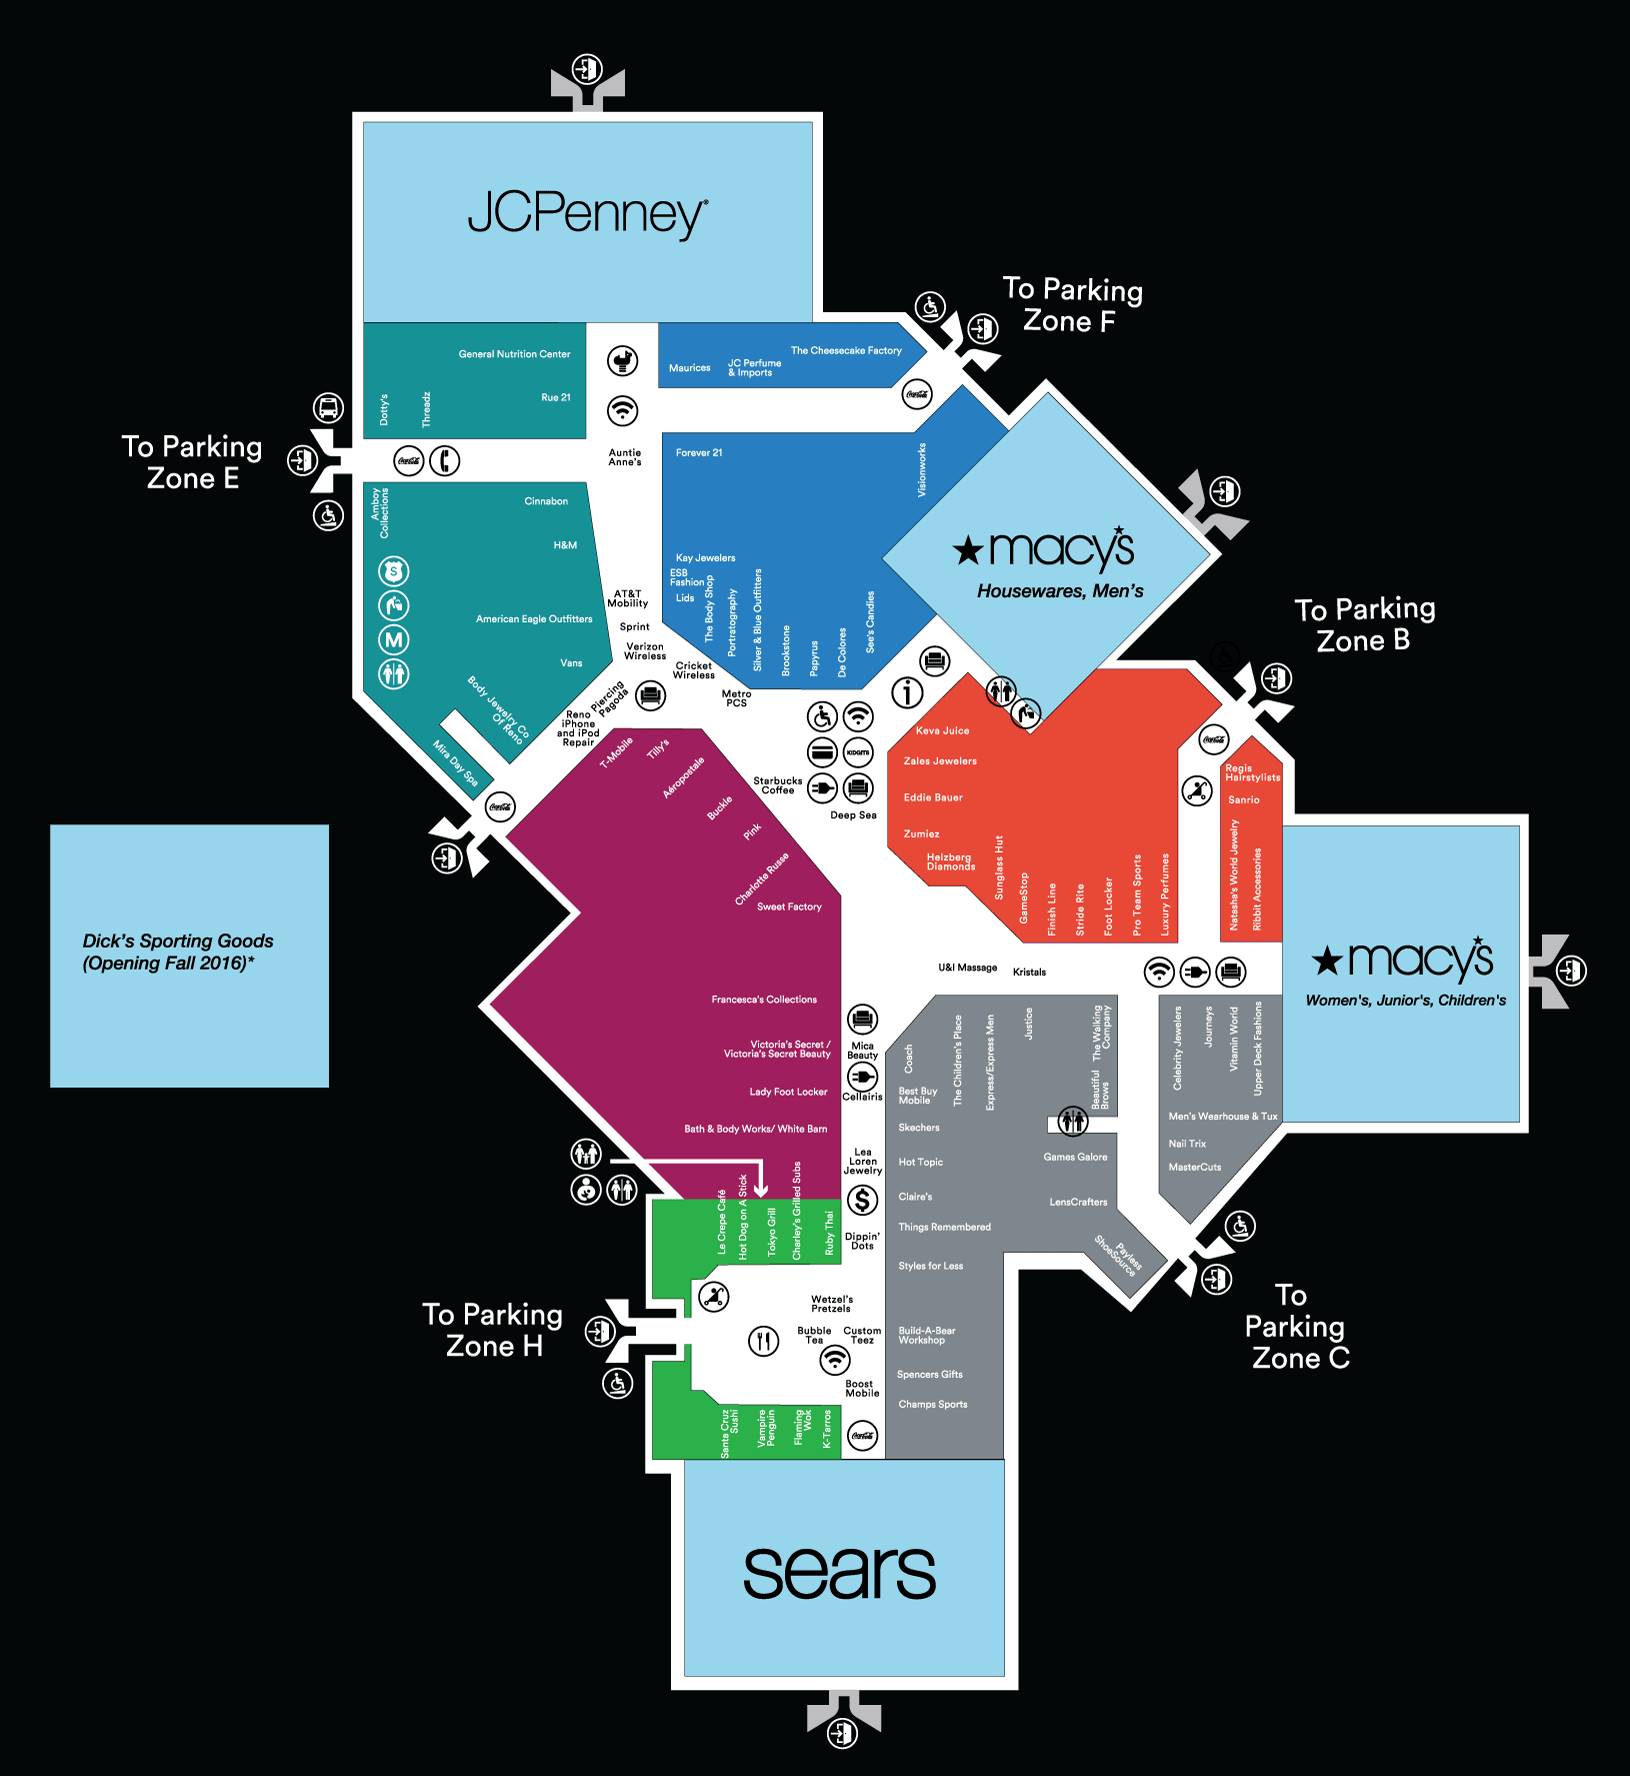 JCPenney
To Parking
Zone F
General Nutrition Center
Rue 21
Dotty's
Threadz
Maurices
JC Perfume
& Imports
The Cheesecake Factory
Coca-Cola
To Parking
Zone E
Coca-Cola
Auntie
Anne's
Forever 21
Visionworks
Kay Jewelers
ESB
Fashion
Lids
The Body Shop
Portratography
Silver & Blue Outfitters
Brookstone
Papyrus
De Colores
See's Candies
macy's
Housewares, Men's
Amboy
Collections
Cinnabon
H&M
S
M
American Eagle Outfitters
Vans
Body Jewelry Co
Of Reno
Mira Day Spa
Coca-Cola
AT&T
Mobility
Sprint
Verizon
Wireless
Cricket
Wireless
Metro
PCS
Piercing
Pagoda
Reno
iPhone
and iPod
Repair
To Parking
Zone B
i
KIDGITS
Starbucks
Coffee
Deep Sea
T-Mobile
Tilly's
Aéropostale
Buckle
Pink
Charlotte Russe
Sweet Factory
Francesca's Collections
Victoria's Secret /
Victoria's Secret Beauty
Lady Foot Locker
Bath & Body Works/ White Barn
Keva Juice
Zales Jewelers
Eddie Bauer
Zumiez
Helzberg
Diamonds
Sunglass Hut
GameStop
Finish Line
Stride Rite
Foot Locker
Pro Team Sports
Luxury Perfumes
Coca-Cola
Regis
Hairstylists
Sanrio
Natasha's World Jewelry
Ribbit Accessories
macy's
Women's, Junior's, Children's
Dick's Sporting Goods
(Opening Fall 2016)*
U&I Massage
Kristals
Mica
Beauty
Cellairis
Lea
Loren
Jewelry
$
Dippin'
Dots
Coach
Best Buy
Mobile
The Children's Place
Express/Express Men
Justice
The Walking
Company
Beautiful
Brows
Skechers
Hot Topic
Claire's
Things Remembered
Styles for Less
Build-A-Bear
Workshop
Spencers Gifts
Champs Sports
Games Galore
LensCrafters
Payless
ShoeSource
Celebrity Jewelers
Journeys
Vitamin World
Upper Deck Fashions
Men's Wearhouse & Tux
Nail Trix
MasterCuts
To
Parking
Zone C
Le Crepe Café
Hot Dog on A Stick
Tokyo Grill
Charley's Grilled Subs
Ruby Thai
To Parking
Zone H
Wetzel's
Pretzels
Bubble
Tea
Custom
Teez
Boost
Mobile
Coca-Cola
Santa Cruz
Sushi
Vampire
Penguin
Flaming
Wok
K-Tarros
sears